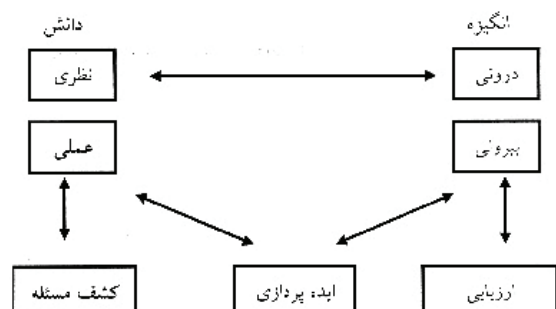 انگیزه
دانش
درونی
نظری
بیرونی
عملی
ارزیابی
ایده پردازی
کشف مسئله